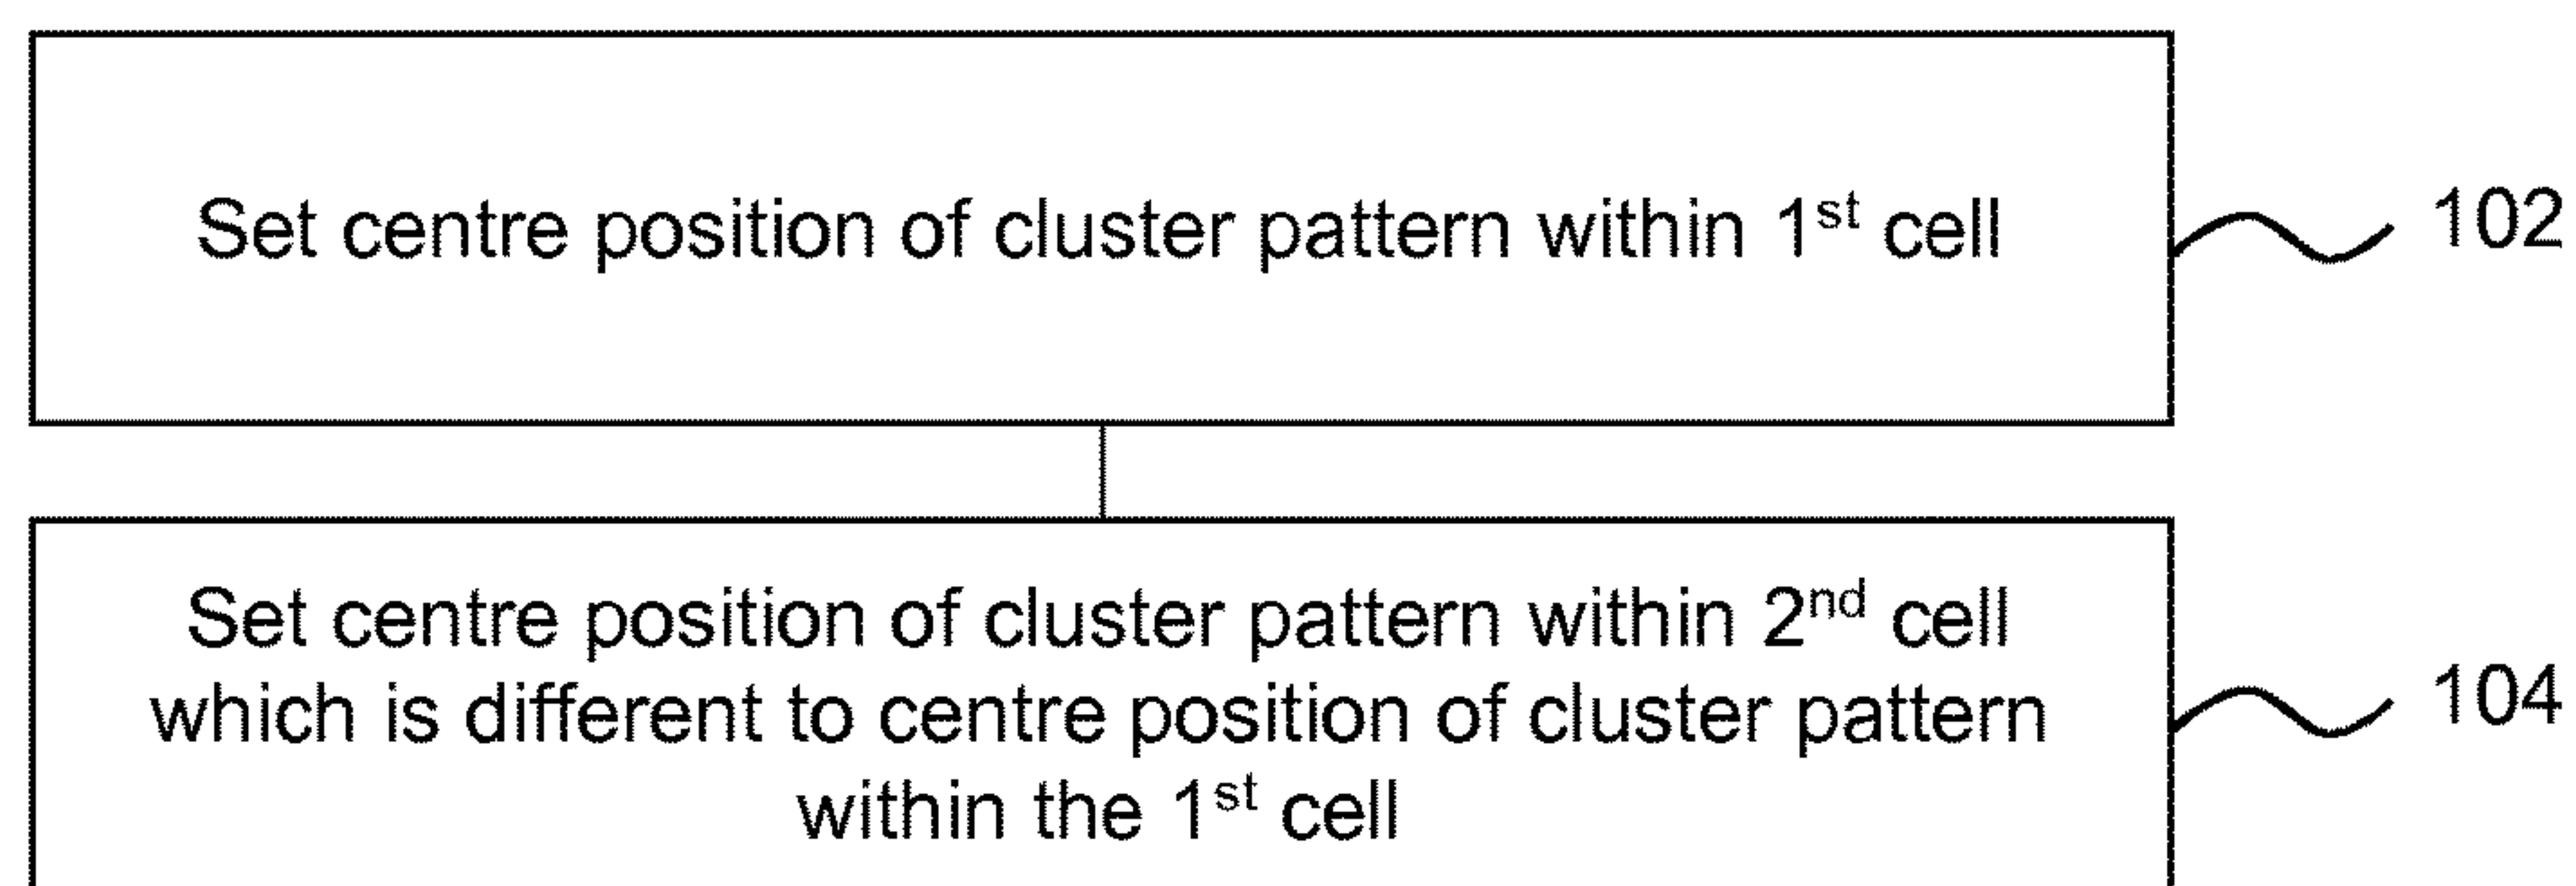 Set centre position of cluster pattern within 1st cell
102
Set centre position of cluster pattern within 2nd cell
which is different to centre position of cluster pattern
within the 1st cell
104